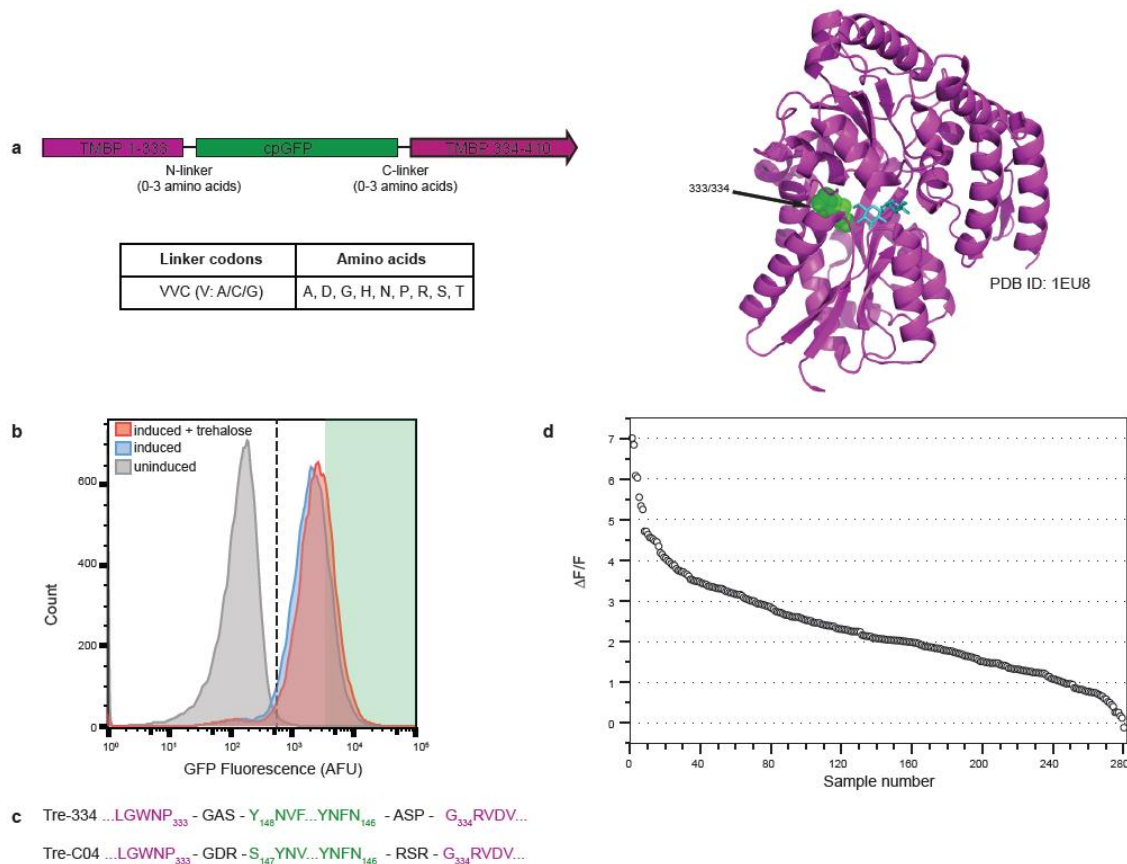 a
TMBP 1-333
cpGFP
TMBP 334-410
N-linker
(0-3 amino acids)
C-linker
(0-3 amino acids)
Linker codons
Amino acids
VVC (V: A/C/G)
A, D, G, H, N, P, R, S, T
333/334
PDB ID: 1EU8
b
induced + trehalose
induced
uninduced
600
400
200
0
Count
10⁰
10¹
10²
10³
10⁴
10⁵
GFP Fluorescence (AFU)
c
Tre-334 ...LGWNP₃₃₃ - GAS - Y₁₄₈NVF...YNFN₁₄₆ - ASP - G₃₃₄RVDV...
Tre-C04 ...LGWNP₃₃₃ - GDR - S₁₄₇YNV...YNFN₁₄₆ - RSR - G₃₃₄RVDV...
d
7
6
5
4
3
2
1
0
ΔF/F
0
40
80
120
160
200
240
280
Sample number